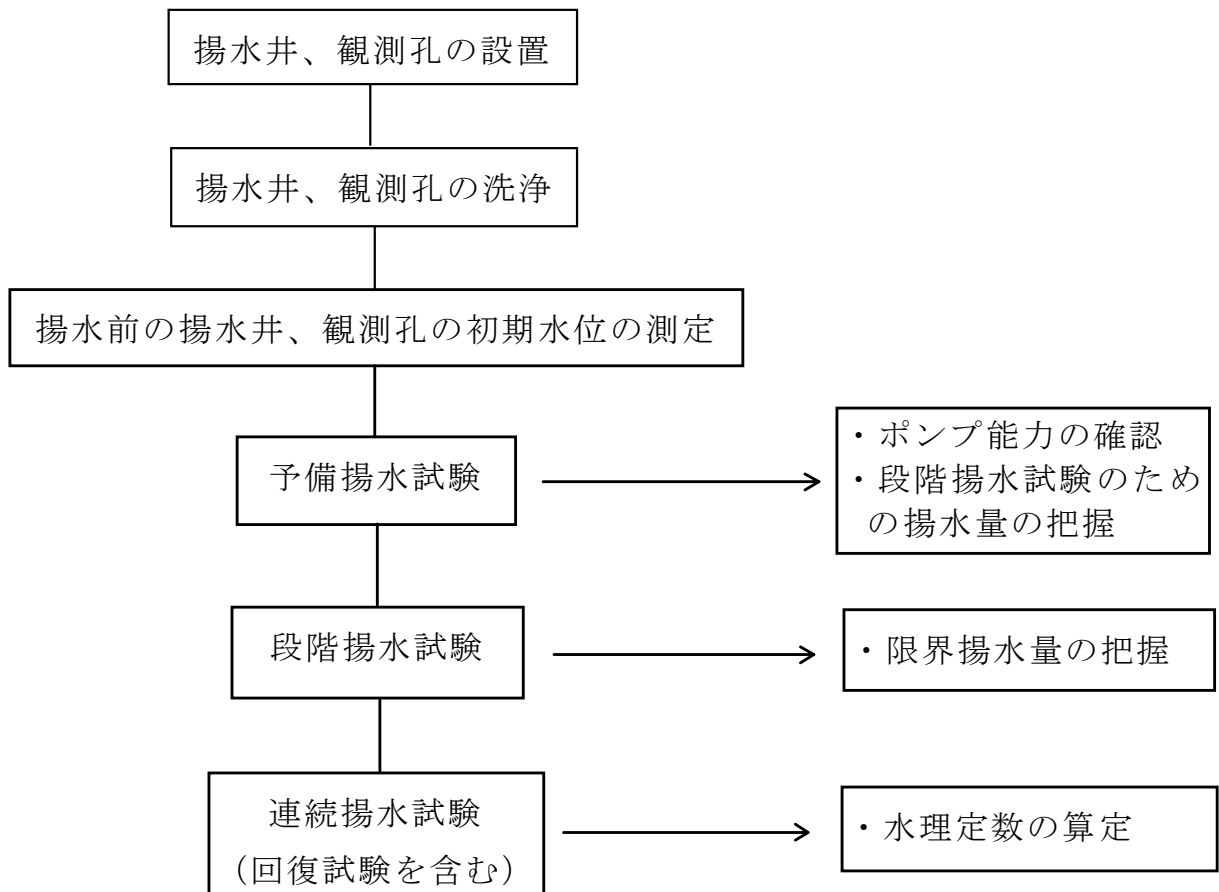 揚水井、観測孔の設置
揚水井、観測孔の洗浄
揚水前の揚水井、観測孔の初期水位の測定
予備揚水試験
・ポンプ能力の確認
・段階揚水試験のため
の揚水量の把握
段階揚水試験
・限界揚水量の把握
連続揚水試験
（回復試験を含む）
・水理定数の算定